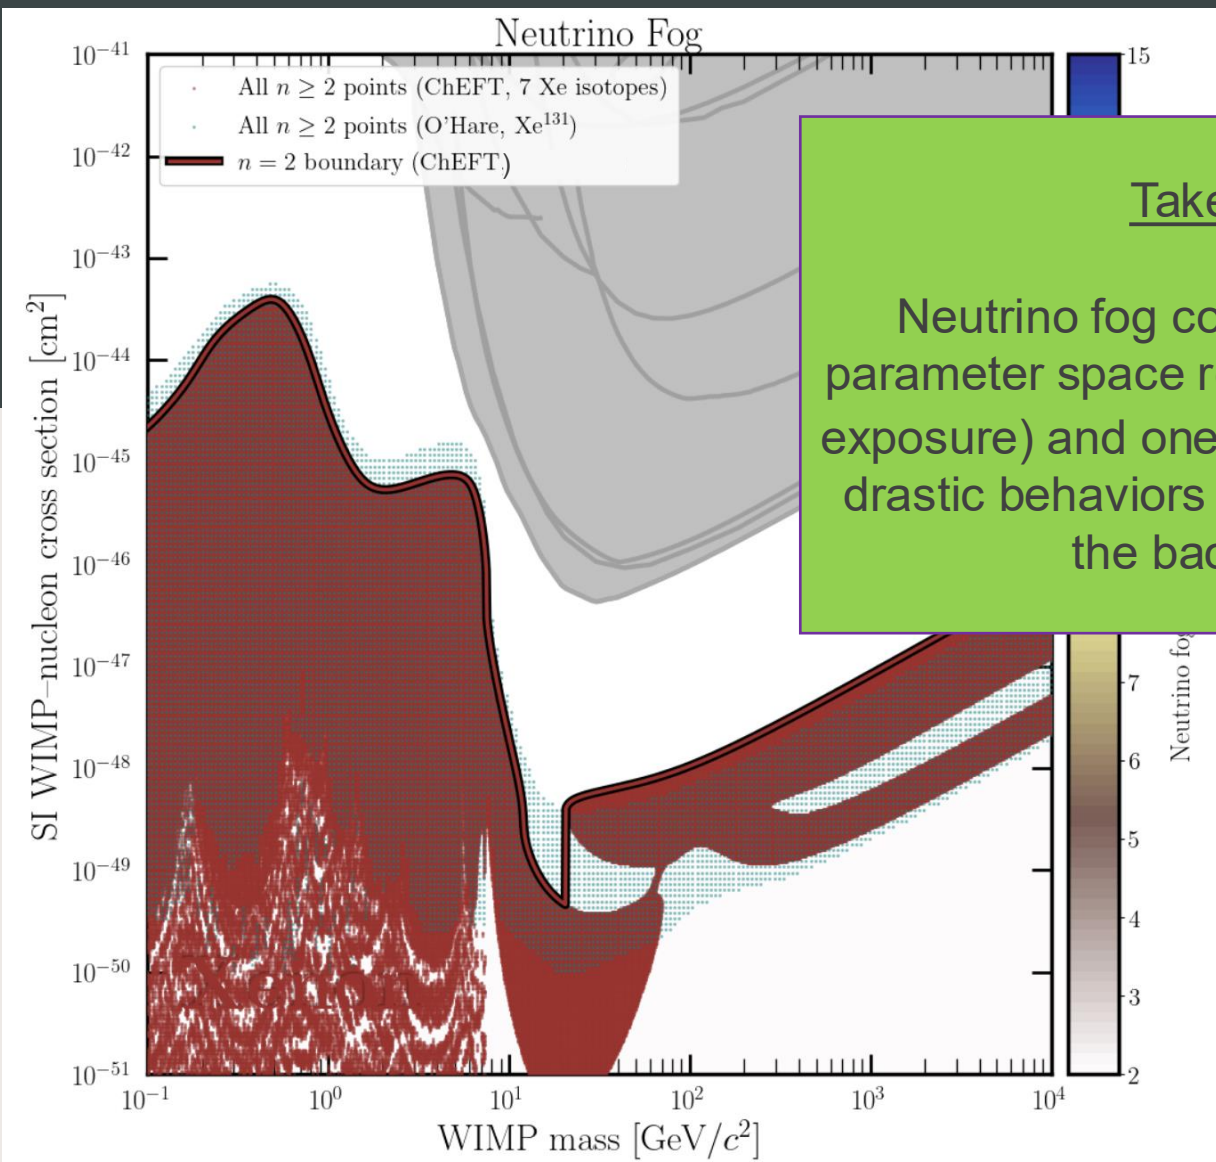 Neutrino Fog
All n ≥ 2 points (ChEFT, 7 Xe isotopes)
All n ≥ 2 points (O'Hare, Xe¹³¹)
n = 2 boundary (ChEFT)
10⁻⁴¹
10⁻⁴²
10⁻⁴³
10⁻⁴⁴
10⁻⁴⁵
10⁻⁴⁶
10⁻⁴⁷
10⁻⁴⁸
10⁻⁴⁹
10⁻⁵⁰
10⁻⁵¹
SI WIMP–nucleon cross section [cm²]
10⁻¹ 10⁰ 10¹ 10² 10³ 10⁴
WIMP mass [GeV/c²]
Take
Neutrino fog co
parameter space r
exposure) and one
drastic behaviors
the bac
15
7
6
5
4
3
2
Neutrino fog